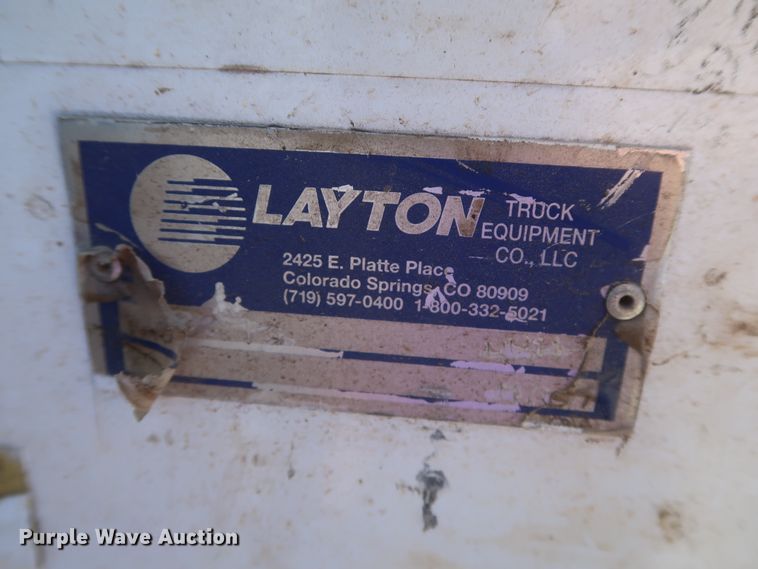 LAYTON
TRUCK
EQUIPMENT
CO., LLC
2425 E. Platte Place
Colorado Springs, CO 80909
(719) 597-0400 1-800-332-5021
Purple Wave Auction